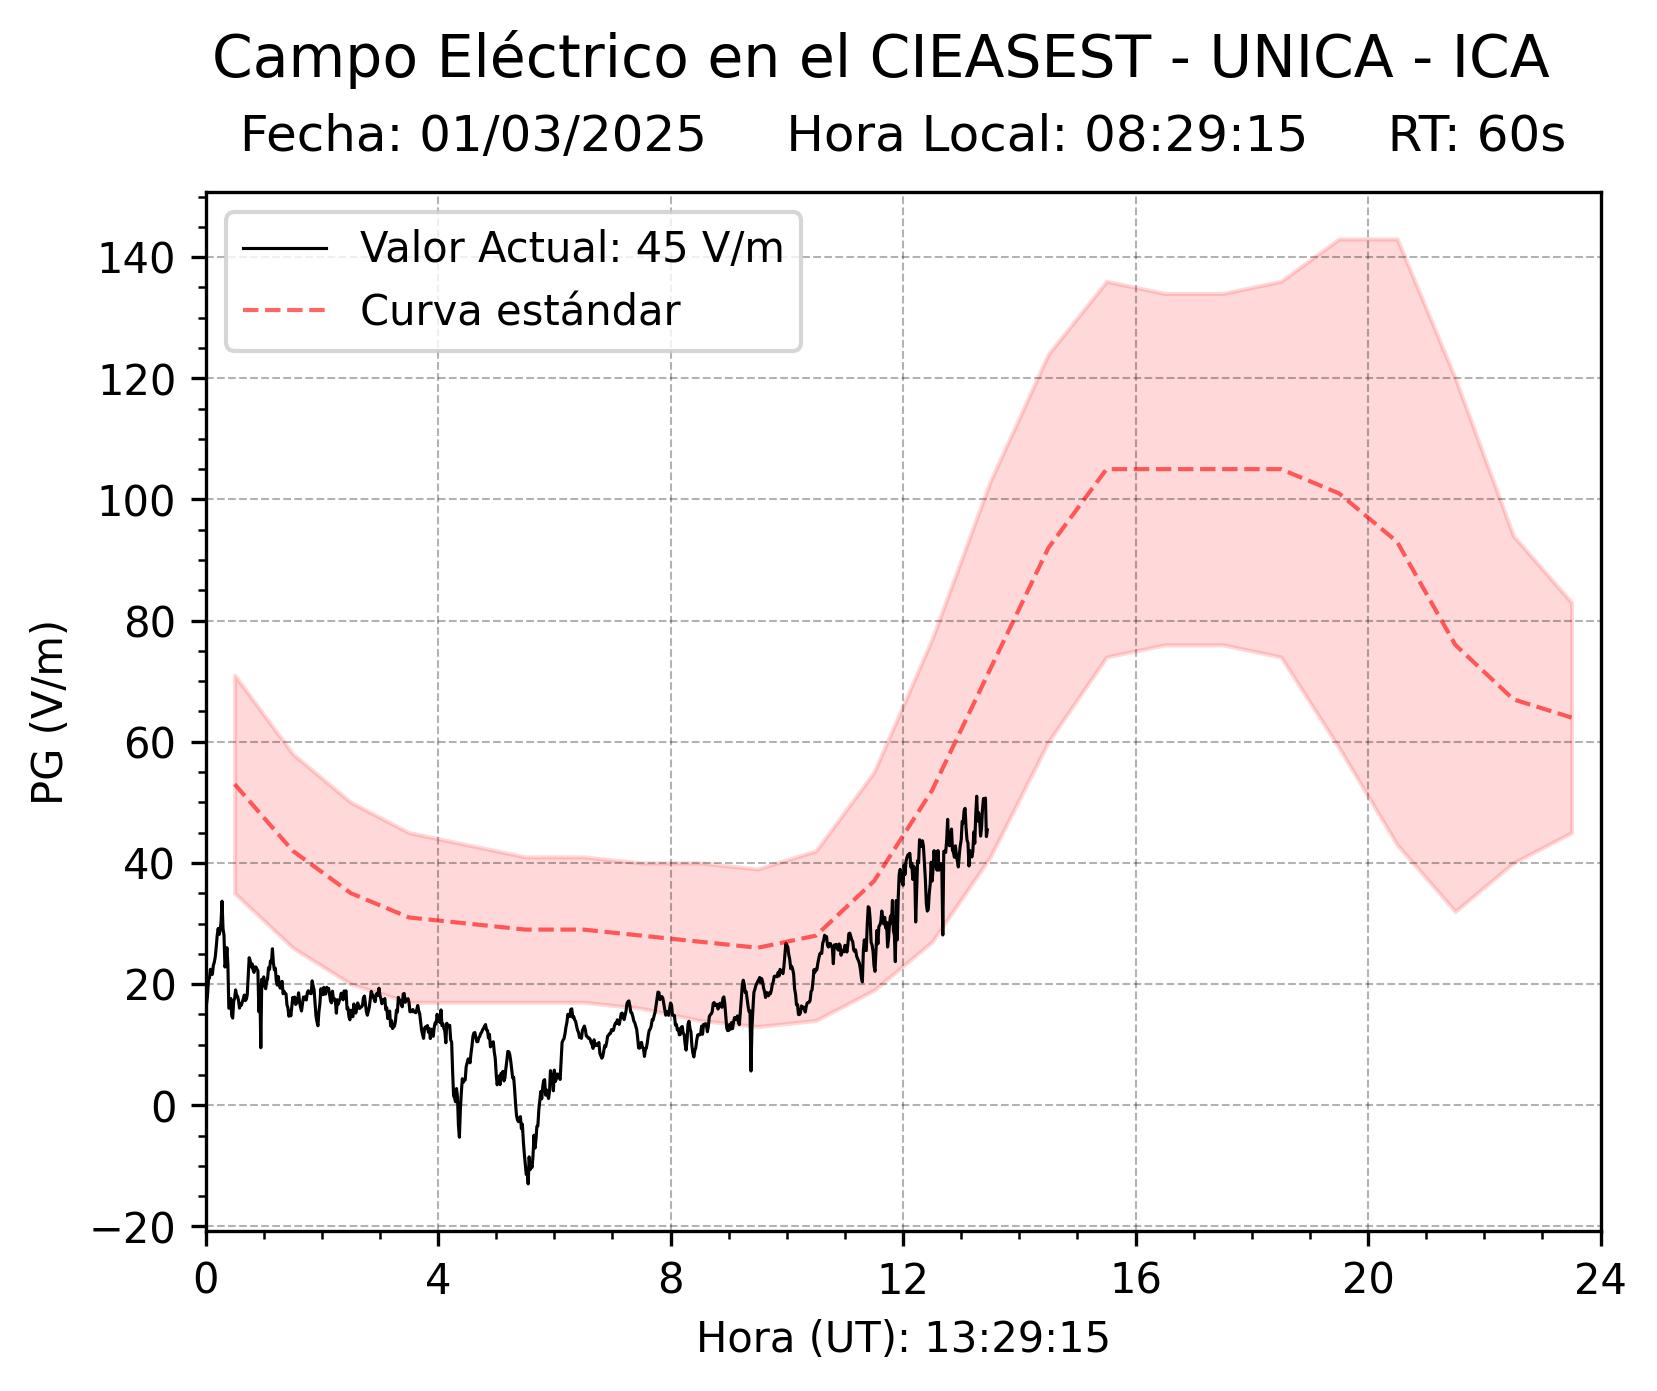 Campo Eléctrico en el CIEASEST - UNICA - ICA
Fecha: 01/03/2025 Hora Local: 08:29:15 RT: 60s
Valor Actual: 45 V/m
Curva estándar
PG (V/m)
140
120
100
80
60
40
20
0
−20
0 4 8 12 16 20 24
Hora (UT): 13:29:15